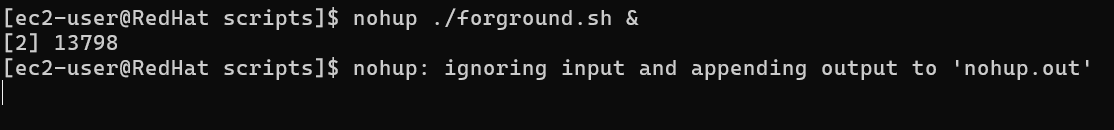 [ec2-user@RedHat scripts]$ nohup ./forground.sh &
[2] 13798
[ec2-user@RedHat scripts]$ nohup: ignoring input and appending output to 'nohup.out'